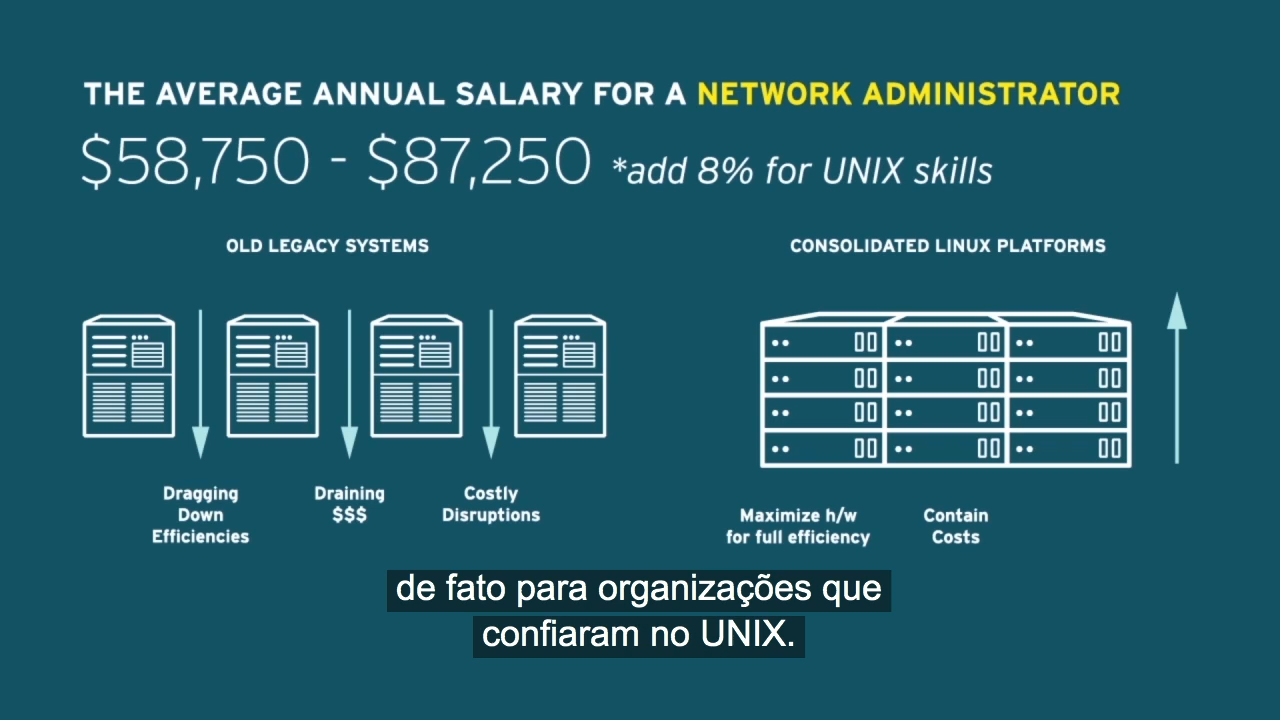 THE AVERAGE ANNUAL SALARY FOR A NETWORK ADMINISTRATOR
$58,750 - $87,250 *add 8% for UNIX skills
OLD LEGACY SYSTEMS
CONSOLIDATED LINUX PLATFORMS
Dragging
Down
Efficiencies
Draining
$$$
Costly
Disruptions
Maximize h/w
for full efficiency
Contain
Costs
de fato para organizações que
confiaram no UNIX.